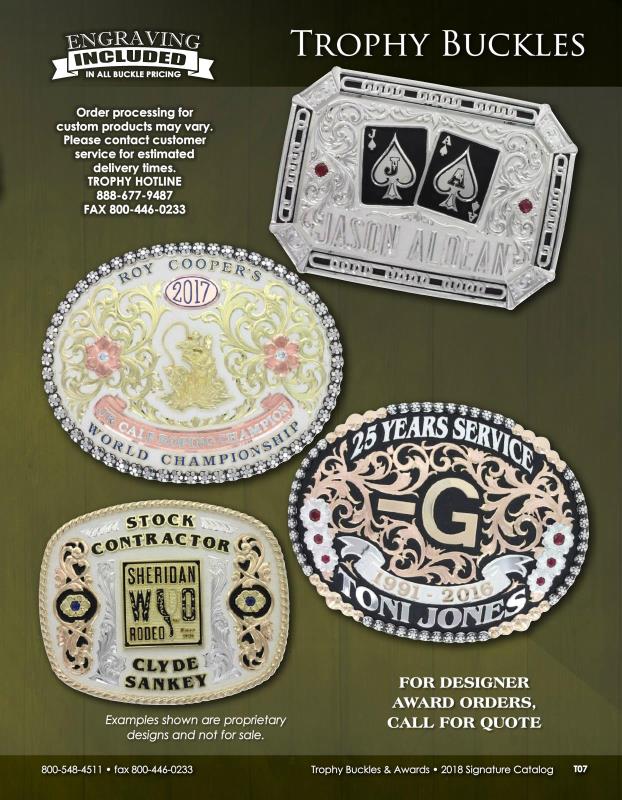 ENGRAVING
INCLUDED
IN ALL BUCKLE PRICING
TROPHY BUCKLES
Order processing for
custom products may vary.
Please contact customer
service for estimated
delivery times.
TROPHY HOTLINE
888-677-9487
FAX 800-446-0233
J
J
A
A
A
JASON ALDEAN
ROY COOPER'S
2017
CALF ROPING CHAMPION
WORLD CHAMPIONSHIP
25 YEARS SERVICE
-G
1991 - 2016
TONI JONES
STOCK
CONTRACTOR
SHERIDAN
WYO
RODEO
CLYDE
SANKEY
FOR DESIGNER
AWARD ORDERS,
CALL FOR QUOTE
Examples shown are proprietary
designs and not for sale.
800-548-4511 • fax 800-446-0233
Trophy Buckles & Awards • 2018 Signature Catalog T07